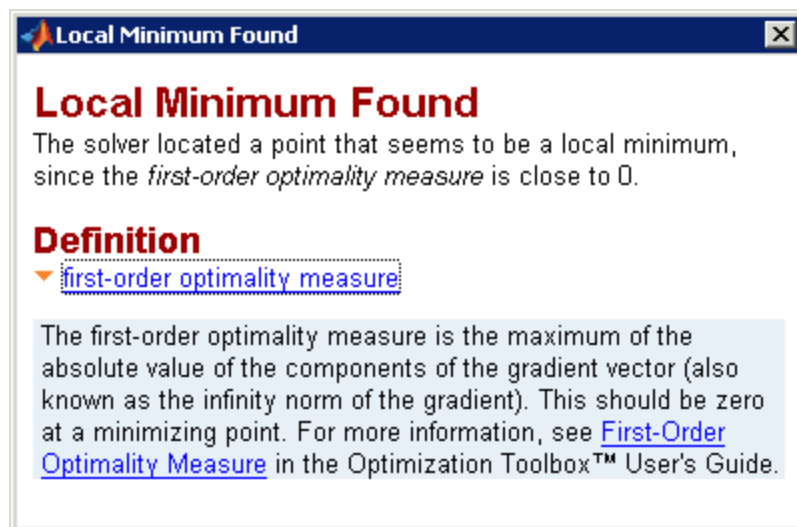 Local Minimum Found
Local Minimum Found
The solver located a point that seems to be a local minimum,
since the first-order optimality measure is close to 0.
Definition
first-order optimality measure
The first-order optimality measure is the maximum of the
absolute value of the components of the gradient vector (also
known as the infinity norm of the gradient). This should be zero
at a minimizing point. For more information, see First-Order
Optimality Measure in the Optimization Toolbox™ User's Guide.